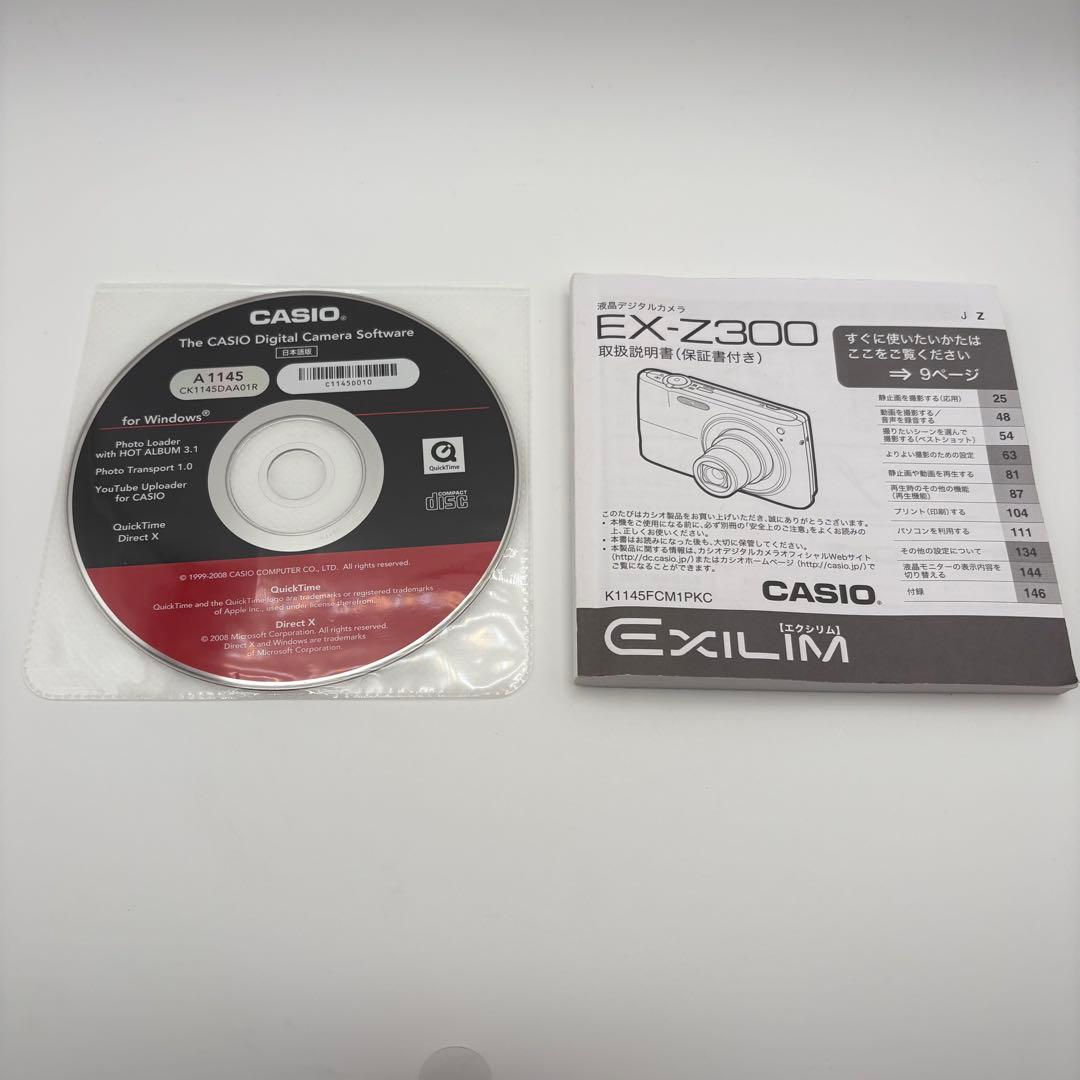 CASIO®
The CASIO Digital Camera Software
日本語版
A 1145
CK1145DAA01R
C1145D010
for Windows®
Photo Loader
with HOT ALBUM 3.1
Photo Transport 1.0
YouTube Uploader
for CASIO
QuickTime
Direct X
QuickTime
COMPACT
disc
© 1999-2008 CASIO COMPUTER CO., LTD. All rights reserved.
QuickTime
QuickTime and the QuickTime logo are trademarks or registered trademarks
of Apple Inc., used under license therefrom.
Direct X
© 2008 Microsoft Corporation. All rights reserved.
Direct X and Windows are trademarks
of Microsoft Corporation.
液晶デジタルカメラ
EX-Z300
取扱説明書(保証書付き)
J Z
すぐに使いたいかたは
ここをご覧ください
⇒ 9ページ
静止画を撮影する(応用) 25
動画を撮影する/
音声を録音する 48
撮りたいシーンを選んで
撮影する(ベストショット) 54
よりよい撮影のための設定 63
静止画や動画を再生する 81
再生時のその他の機能
(再生機能) 87
プリント(印刷)する 104
パソコンを利用する 111
その他の設定について 134
液晶モニターの表示内容を
切り替える 144
付録 146
このたびはカシオ製品をお買い上げいただき、誠にありがとうございます。
• 本機をご使用になる前に、必ず別冊の「安全上のご注意」をよくお読みの
上、正しくお使いください。
• 本書はお読みになった後も、大切に保管してください。
• 本製品に関する情報は、カシオデジタルカメラオフィシャルWebサイト
(http://dc.casio.jp/)またはカシオホームページ(http://casio.jp/)で
ご覧になることができます。
K1145FCM1PKC
CASIO®
【エクシリム】
EXILIM